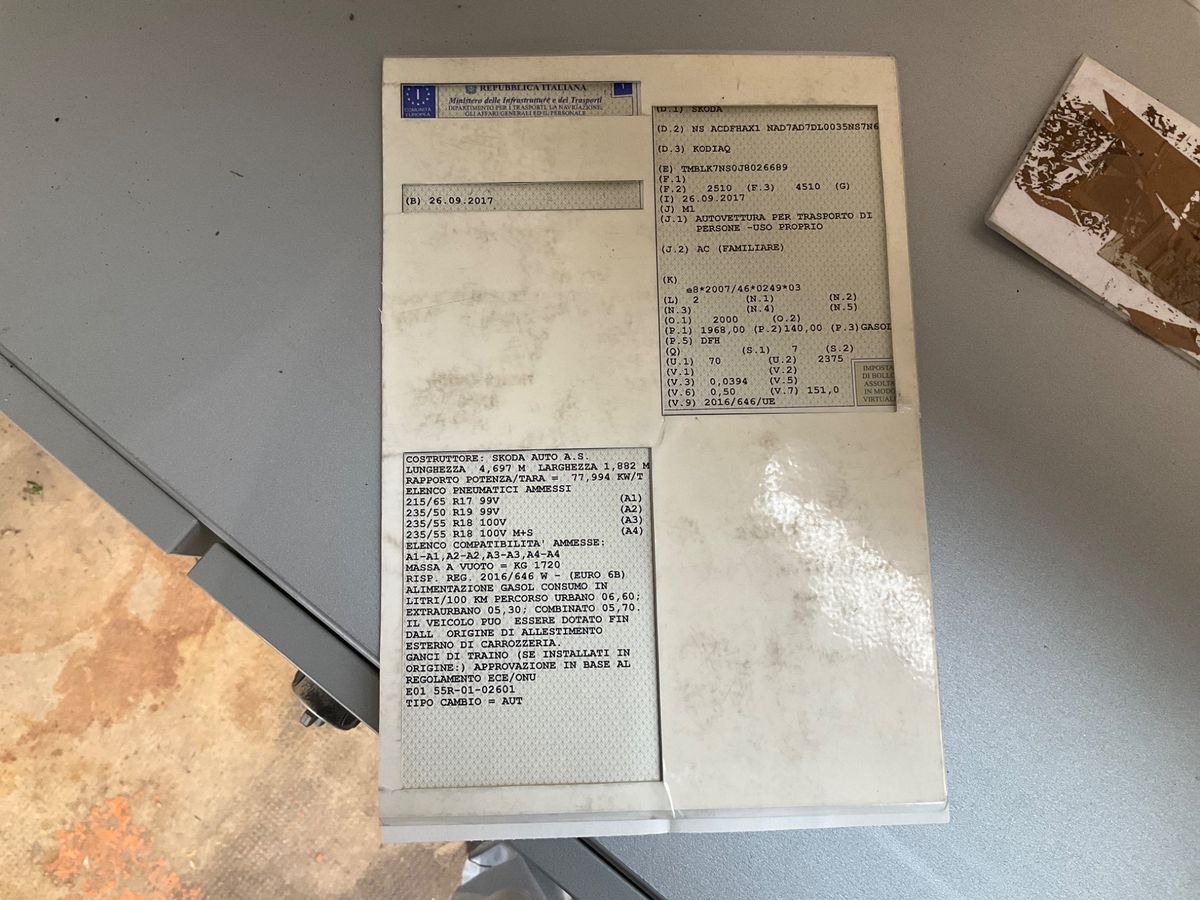 I
COMUNITÀ
EUROPEA
REPUBBLICA ITALIANA
Ministero delle Infrastrutture e dei Trasporti
DIPARTIMENTO PER I TRASPORTI, LA NAVIGAZIONE,
GLI AFFARI GENERALI ED IL PERSONALE
(B) 26.09.2017
(D.1) SKODA
(D.2) NS ACDFHAX1 NAD7AD7DL0035NS7N6
(D.3) KODIAQ
(E) TMBLK7NS0J8026689
(F.1)
(F.2) 2510 (F.3) 4510 (G)
(I) 26.09.2017
(J) M1
(J.1) AUTOVETTURA PER TRASPORTO DI
PERSONE -USO PROPRIO
(J.2) AC (FAMILIARE)
(K)
e8*2007/46*0249*03
(L) 2 (N.1) (N.2)
(N.3) (N.4) (N.5)
(O.1) 2000 (O.2)
(P.1) 1968,00 (P.2)140,00 (P.3)GASOL
(P.5) DFH
(Q) (S.1) 7 (S.2)
(U.1) 70 (U.2) 2375
(V.1) (V.2)
(V.3) 0,0394 (V.5)
(V.6) 0,50 (V.7) 151,0
(V.9) 2016/646/UE
IMPOSTA
DI BOLLO
ASSOLTA
IN MODO
VIRTUALE
COSTRUTTORE: SKODA AUTO A.S.
LUNGHEZZA 4,697 M LARGHEZZA 1,882 M
RAPPORTO POTENZA/TARA = 77,994 KW/T
ELENCO PNEUMATICI AMMESSI
215/65 R17 99V (A1)
235/50 R19 99V (A2)
235/55 R18 100V (A3)
235/55 R18 100V M+S (A4)
ELENCO COMPATIBILITA' AMMESSE:
A1-A1,A2-A2,A3-A3,A4-A4
MASSA A VUOTO = KG 1720
RISP. REG. 2016/646 W - (EURO 6B)
ALIMENTAZIONE GASOL CONSUMO IN
LITRI/100 KM PERCORSO URBANO 06,60;
EXTRAURBANO 05,30; COMBINATO 05,70.
IL VEICOLO PUO ESSERE DOTATO FIN
DALL ORIGINE DI ALLESTIMENTO
ESTERNO DI CARROZZERIA.
GANCI DI TRAINO (SE INSTALLATI IN
ORIGINE:) APPROVAZIONE IN BASE AL
REGOLAMENTO ECE/ONU
E01 55R-01-02601
TIPO CAMBIO = AUT